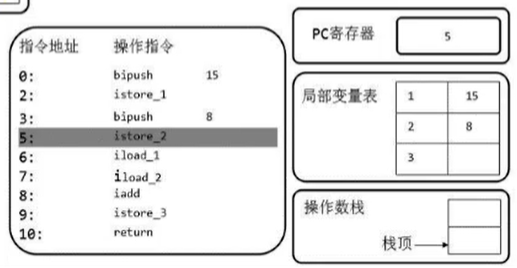 指令地址 操作指令
0: bipush 15
2: istore_1
3: bipush 8
5: istore_2
6: iload_1
7: iload_2
8: iadd
9: istore_3
10: return
PC寄存器 5
局部变量表
1 15
2 8
3
操作数栈
栈顶